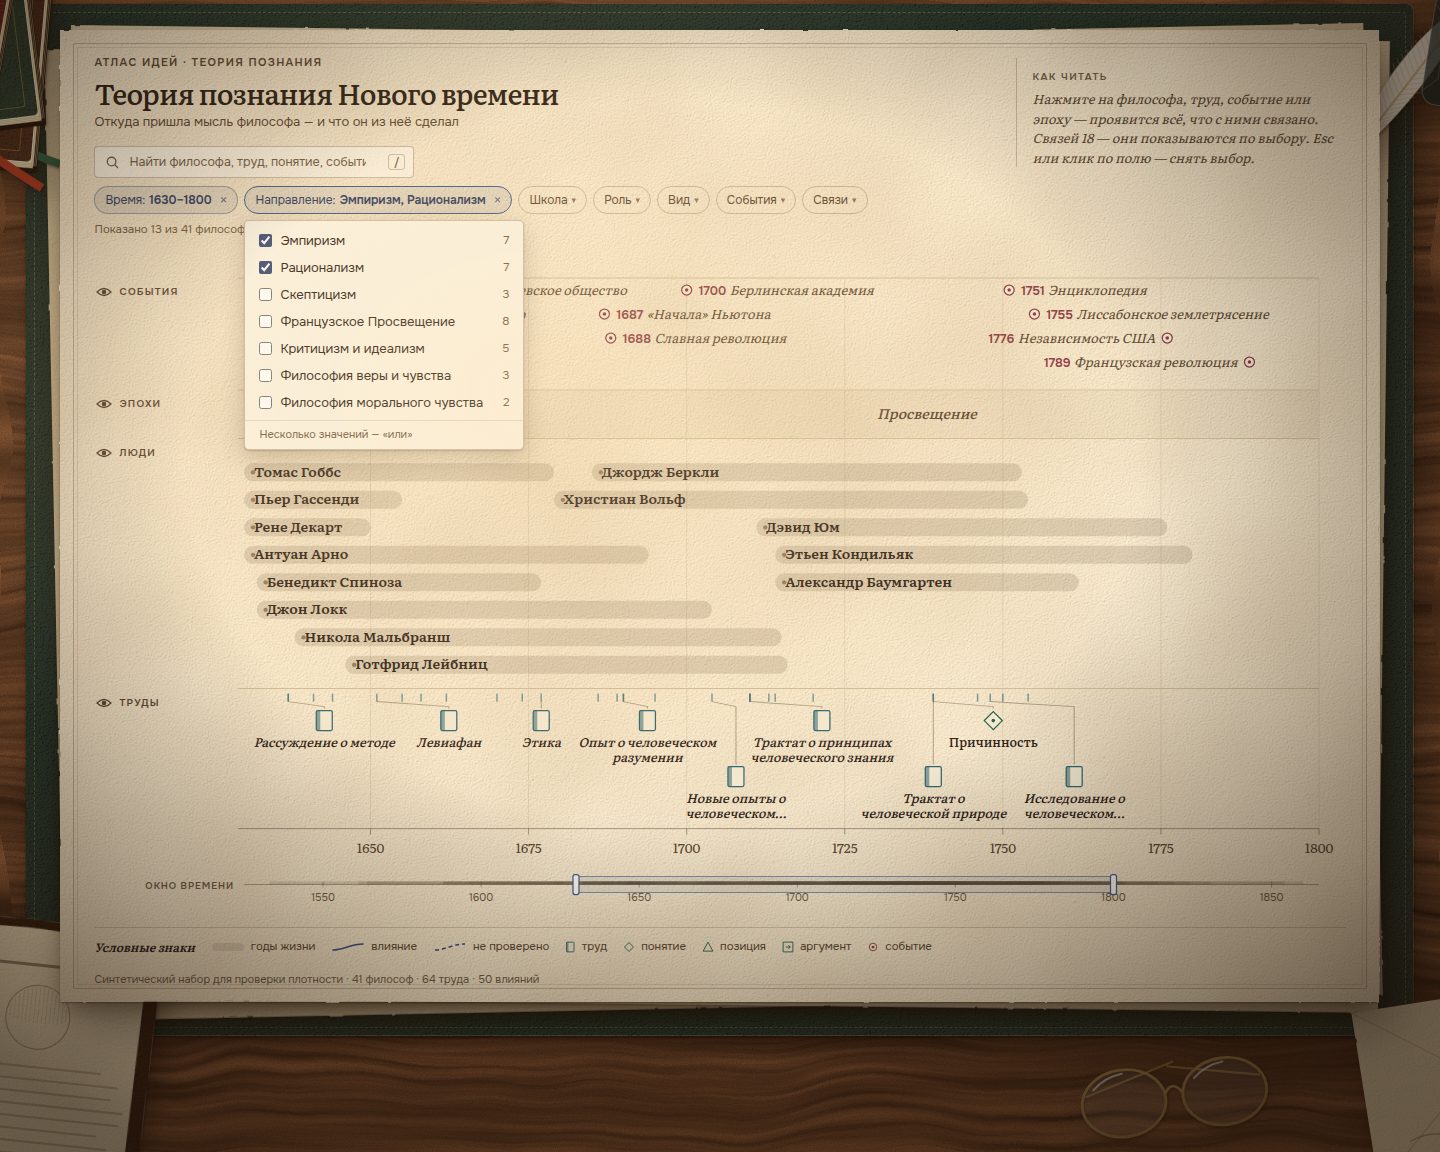 АТЛАС ИДЕЙ · ТЕОРИЯ ПОЗНАНИЯ
Теория познания Нового времени
Откуда пришла мысль философа — и что он из неё сделал
КАК ЧИТАТЬ
Нажмите на философа, труд, событие или
эпоху — проявится всё, что с ними связано.
Связей 18 — они показываются по выбору. Esc
или клик по полю — снять выбор.
Найти философа, труд, понятие, событи /
Время: 1630–1800 ×
Направление: Эмпиризм, Рационализм ×
Школа ▾
Роль ▾
Вид ▾
События ▾
Связи ▾
Показано 13 из 41 философ
Эмпиризм 7
Рационализм 7
Скептицизм 3
Французское Просвещение 8
Критицизм и идеализм 5
Философия веры и чувства 3
Философия морального чувства 2
Несколько значений — «или»
СОБЫТИЯ
евское общество
1700 Берлинская академия
1751 Энциклопедия
1687 «Начала» Ньютона
1755 Лиссабонское землетрясение
1688 Славная революция
1776 Независимость США
1789 Французская революция
ЭПОХИ
Просвещение
ЛЮДИ
Томас Гоббс
Джордж Беркли
Пьер Гассенди
Христиан Вольф
Рене Декарт
Дэвид Юм
Антуан Арно
Этьен Кондильяк
Бенедикт Спиноза
Александр Баумгартен
Джон Локк
Никола Мальбранш
Готфрид Лейбниц
ТРУДЫ
Рассуждение о методе
Левиафан
Этика
Опыт о человеческом
разумении
Трактат о принципах
человеческого знания
Причинность
Новые опыты о
человеческом...
Трактат о
человеческой природе
Исследование о
человеческом...
1650 1675 1700 1725 1750 1775 1800
ОКНО ВРЕМЕНИ
1550 1600 1650 1700 1750 1800 1850
Условные знаки годы жизни влияние не проверено труд понятие позиция аргумент событие
Синтетический набор для проверки плотности · 41 философ · 64 труда · 50 влияний